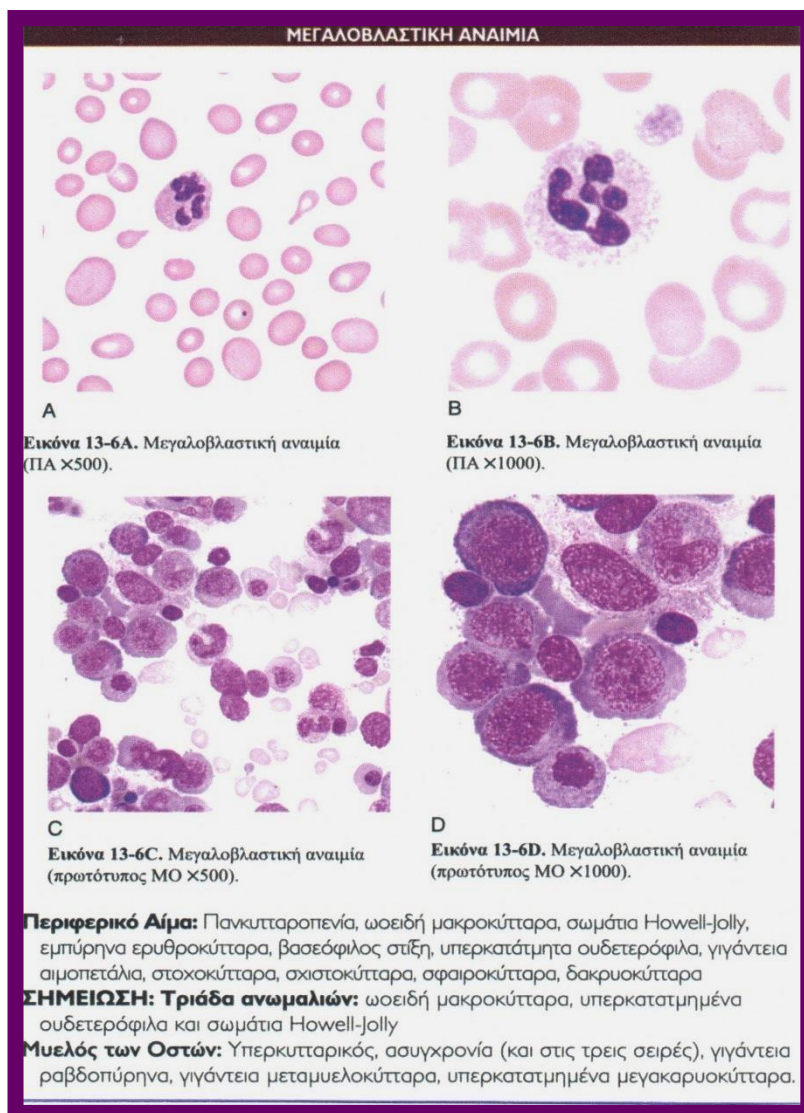 ΜΕΓΑΛΟΒΛΑΣΤΙΚΗ ΑΝΑΙΜΙΑ
A
B
Εικόνα 13-6A. Μεγαλοβλαστική αναιμία
(ΠΑ ×500).
Εικόνα 13-6B. Μεγαλοβλαστική αναιμία
(ΠΑ ×1000).
C
D
Εικόνα 13-6C. Μεγαλοβλαστική αναιμία
(πρωτότυπος ΜΟ ×500).
Εικόνα 13-6D. Μεγαλοβλαστική αναιμία
(πρωτότυπος ΜΟ ×1000).
Περιφερικό Αίμα: Πανκυτταροπενία, ωοειδή μακροκύτταρα, σωμάτια Howell-Jolly,
εμπύρηνα ερυθροκύτταρα, βασεόφιλος στίξη, υπερκατάτμητα ουδετερόφιλα, γιγάντεια
αιμοπετάλια, στοχοκύτταρα, σχιστοκύτταρα, σφαιροκύτταρα, δακρυοκύτταρα
ΣΗΜΕΙΩΣΗ: Τριάδα ανωμαλιών: ωοειδή μακροκύτταρα, υπερκατατμημένα
ουδετερόφιλα και σωμάτια Howell-Jolly
Μυελός των Οστών: Υπερκυτταρικός, ασυγχρονία (και στις τρεις σειρές), γιγάντεια
ραβδοπύρηνα, γιγάντεια μεταμυελοκύτταρα, υπερκατατμημένα μεγακαρυοκύτταρα.